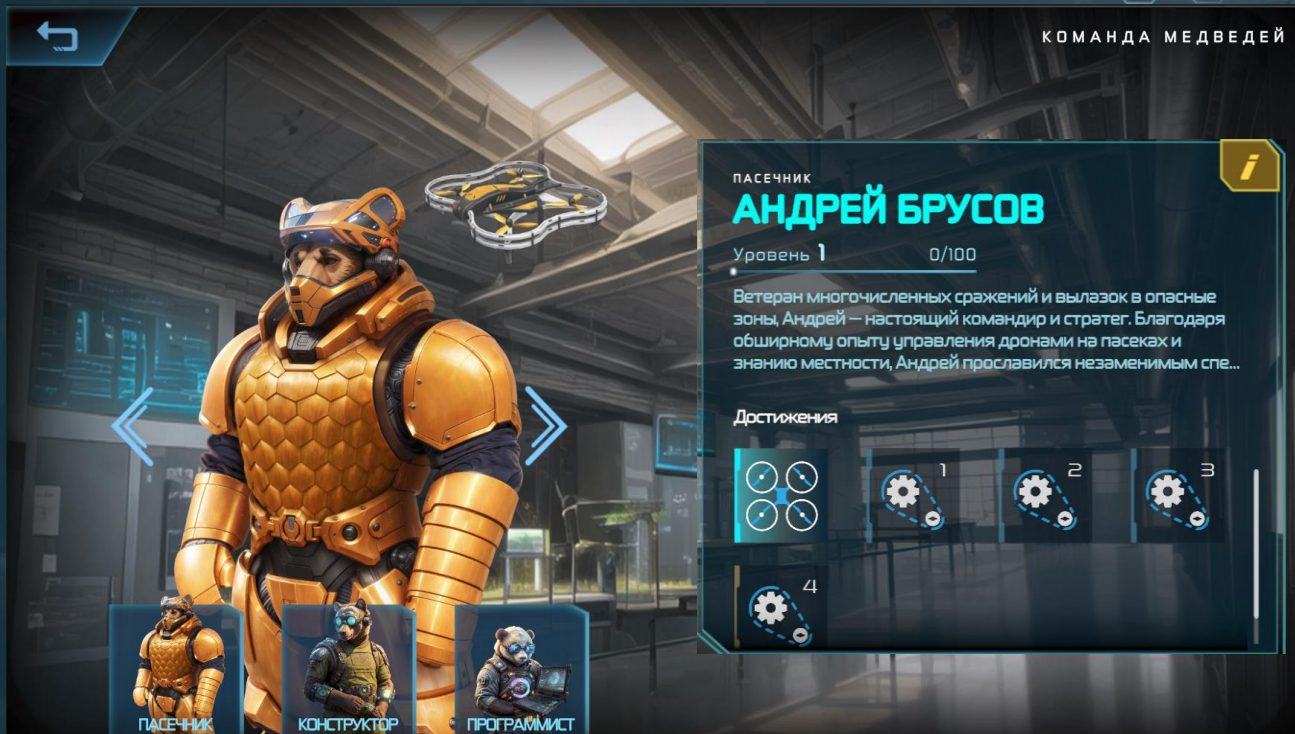 КОМАНДА МЕДВЕДЕЙ
i
ПАСЕЧНИК
АНДРЕЙ БРУСОВ
Уровень 1 0/100
Ветеран многочисленных сражений и вылазок в опасные
зоны, Андрей — настоящий командир и стратег. Благодаря
обширному опыту управления дронами на пасеках и
знанию местности, Андрей прославился незаменимым спе...
Достижения
1 2 3
4
ПАСЕЧНИК КОНСТРУКТОР ПРОГРАММИСТ